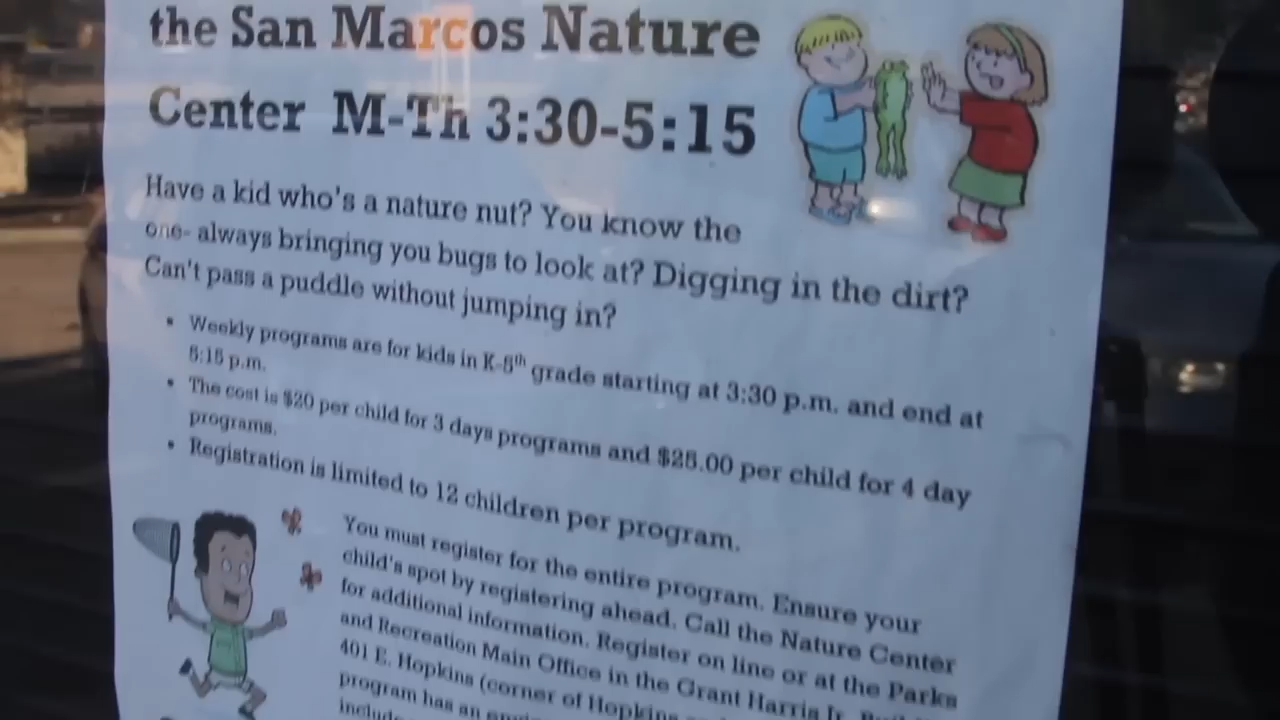 the San Marcos Nature
Center M-Th 3:30-5:15
Have a kid who's a nature nut? You know the
one- always bringing you bugs to look at? Digging in the dirt?
Can't pass a puddle without jumping in?
• Weekly programs are for kids in K-5th grade starting at 3:30 p.m. and end at
5:15 p.m.
• The cost is $20 per child for 3 days programs and $25.00 per child for 4 day
programs.
• Registration is limited to 12 children per program.
You must register for the entire program. Ensure your
child's spot by registering ahead. Call the Nature Center
for additional information. Register on line or at the Parks
and Recreation Main Office in the Grant Harris Jr.
401 E. Hopkins (corner of Hopkins
program has an